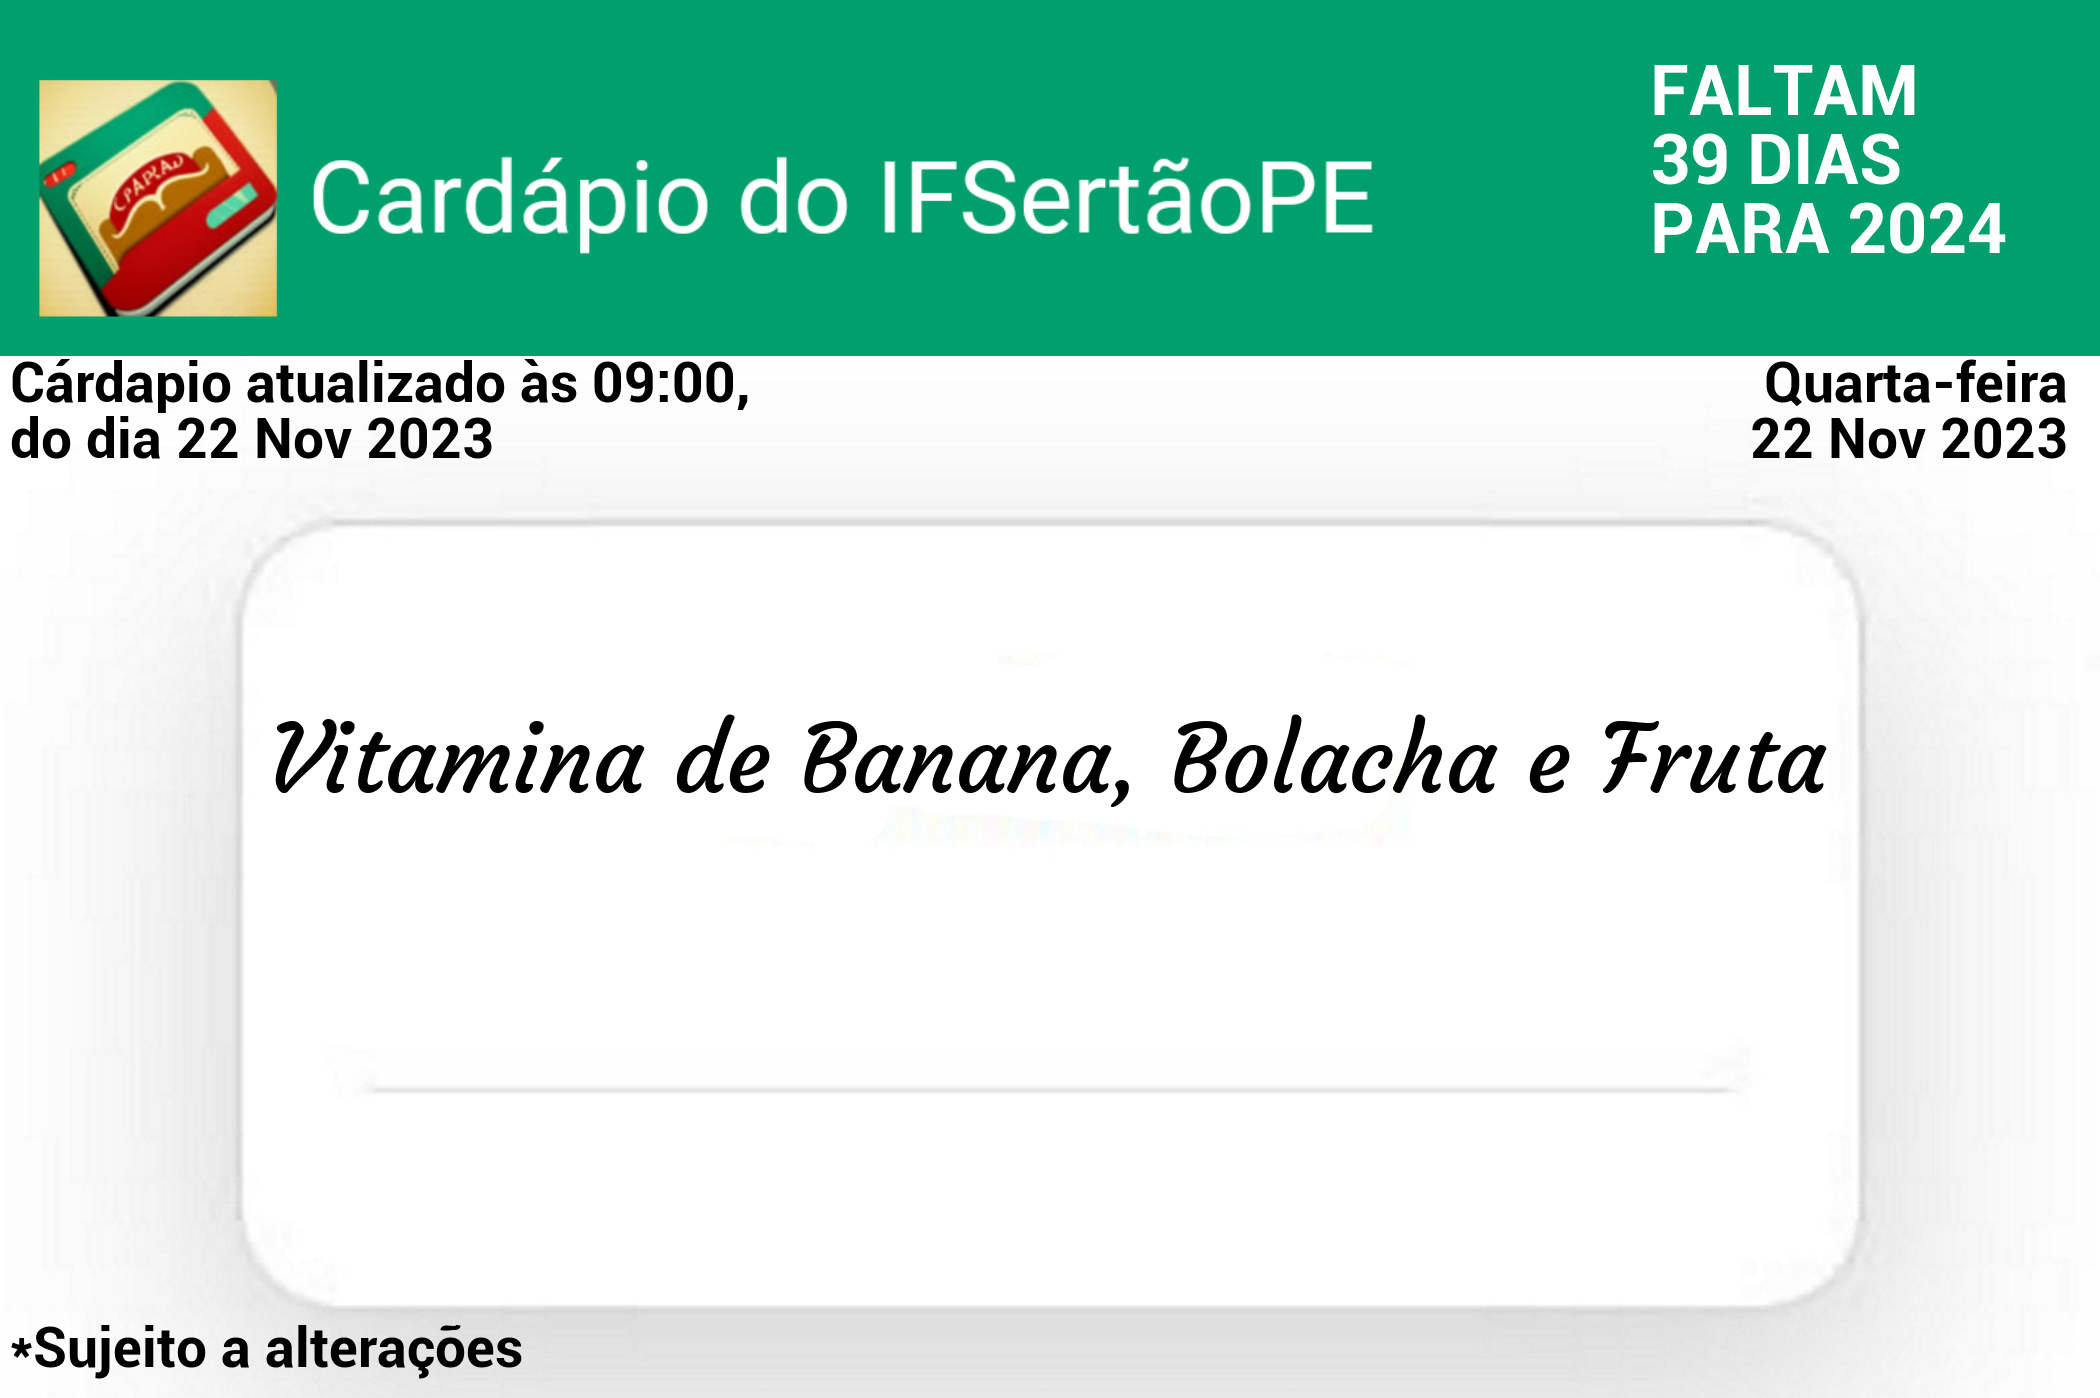 Cardápio do IFSertãoPE
FALTAM
39 DIAS
PARA 2024
Cárdapio atualizado às 09:00,
do dia 22 Nov 2023
Quarta-feira
22 Nov 2023
Vitamina de Banana, Bolacha e Fruta
*Sujeito a alterações